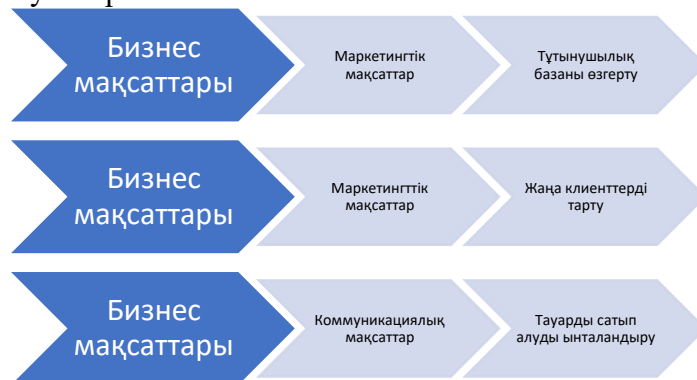 Бизнес
мақсаттары
Маркетингтік
мақсаттар
Тұтынушылық
базаны өзгерту
Бизнес
мақсаттары
Маркетингттік
мақсаттар
Жаңа клиенттерді
тарту
Бизнес
мақсаттары
Коммуникациялық
мақсаттар
Тауарды сатып
алуды ынталандыру